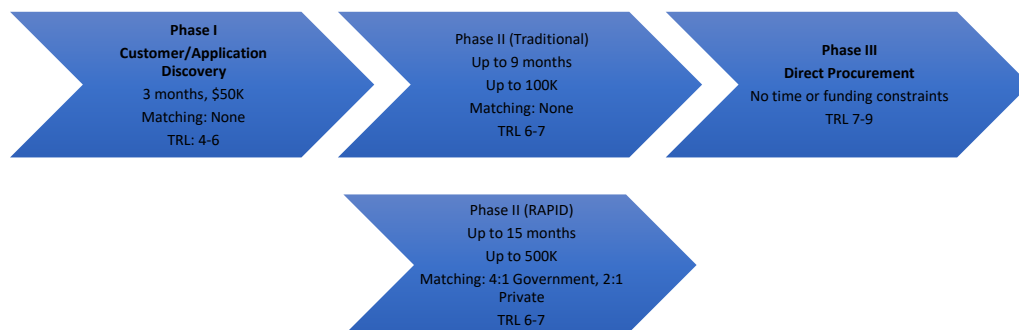 Phase I
Customer/Application
Discovery
3 months, $50K
Matching: None
TRL: 4-6
Phase II (Traditional)
Up to 9 months
Up to 100K
Matching: None
TRL 6-7
Phase III
Direct Procurement
No time or funding constraints
TRL 7-9
Phase II (RAPID)
Up to 15 months
Up to 500K
Matching: 4:1 Government, 2:1
Private
TRL 6-7